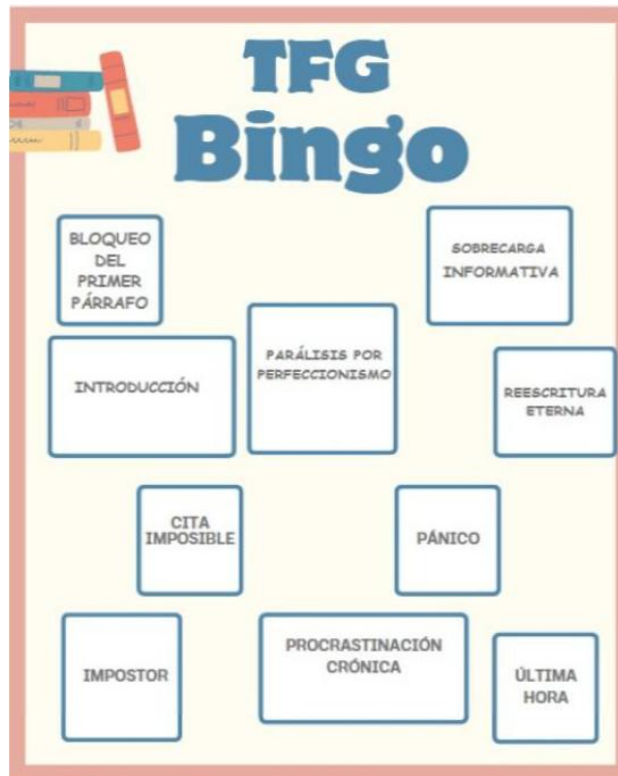 TFG
Bingo
BLOQUEO
DEL
PRIMER
PÁRRAFO
SOBRECARGA
INFORMATIVA
INTRODUCCIÓN
PARÁLISIS POR
PERFECCIONISMO
REESCRITURA
ETERNA
CITA
IMPOSIBLE
PÁNICO
IMPOSTOR
PROCRASTINACIÓN
CRÓNICA
ÚLTIMA
HORA